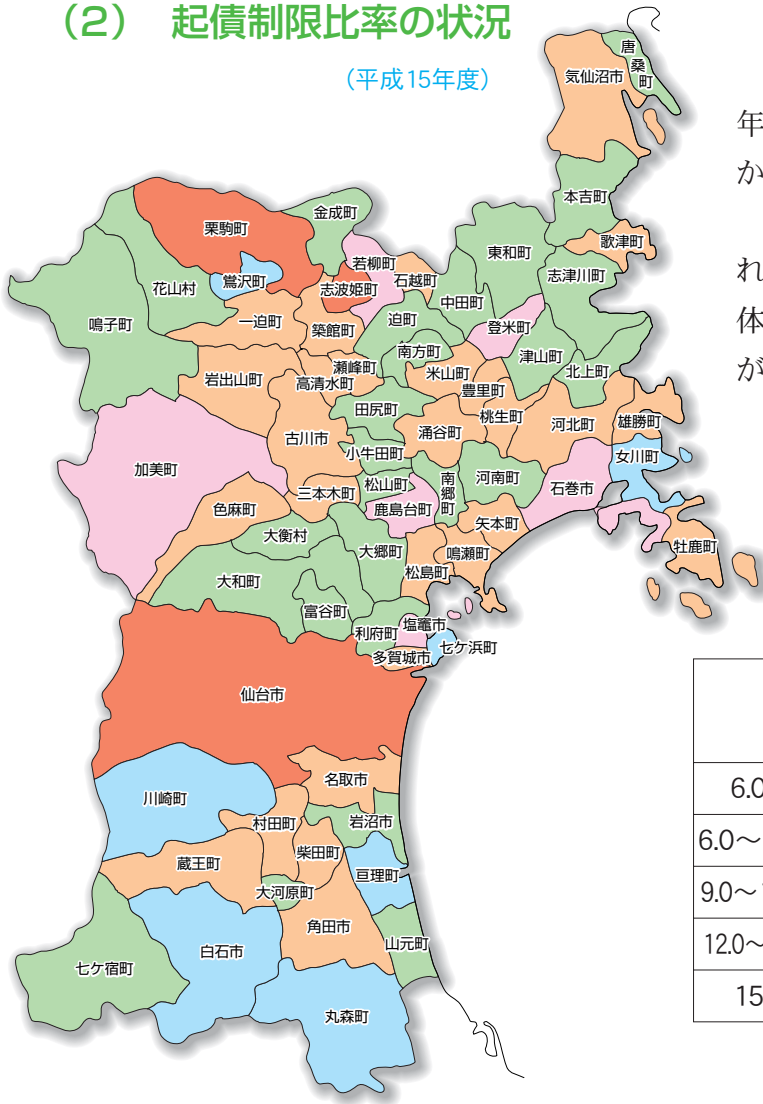 （2） 起債制限比率の状況
（平成15年度）
唐桑町
気仙沼市
年
か
本吉町
栗駒町
金成町
東和町
歌津町
若柳町
志津川町
れ
鶯沢町
石越町
志波姫町
花山村
中田町
体
鳴子町
一迫町
築館町
迫町
登米町
津山町
南方町
瀬峰町
米山町
北上町
が
岩出山町
高清水町
豊里町
田尻町
桃生町
河北町
雄勝町
古川市
涌谷町
小牛田町
女川町
加美町
松山町
南郷町
河南町
石巻市
三本木町
色麻町
鹿島台町
矢本町
大衡村
大郷町
鳴瀬町
牡鹿町
大和町
松島町
富谷町
利府町
塩竈市
七ケ浜町
多賀城市
仙台市
名取市
6.0
川崎町
村田町
岩沼市
6.0～
柴田町
蔵王町
亘理町
9.0～
大河原町
角田市
12.0～
白石市
山元町
七ケ宿町
15
丸森町